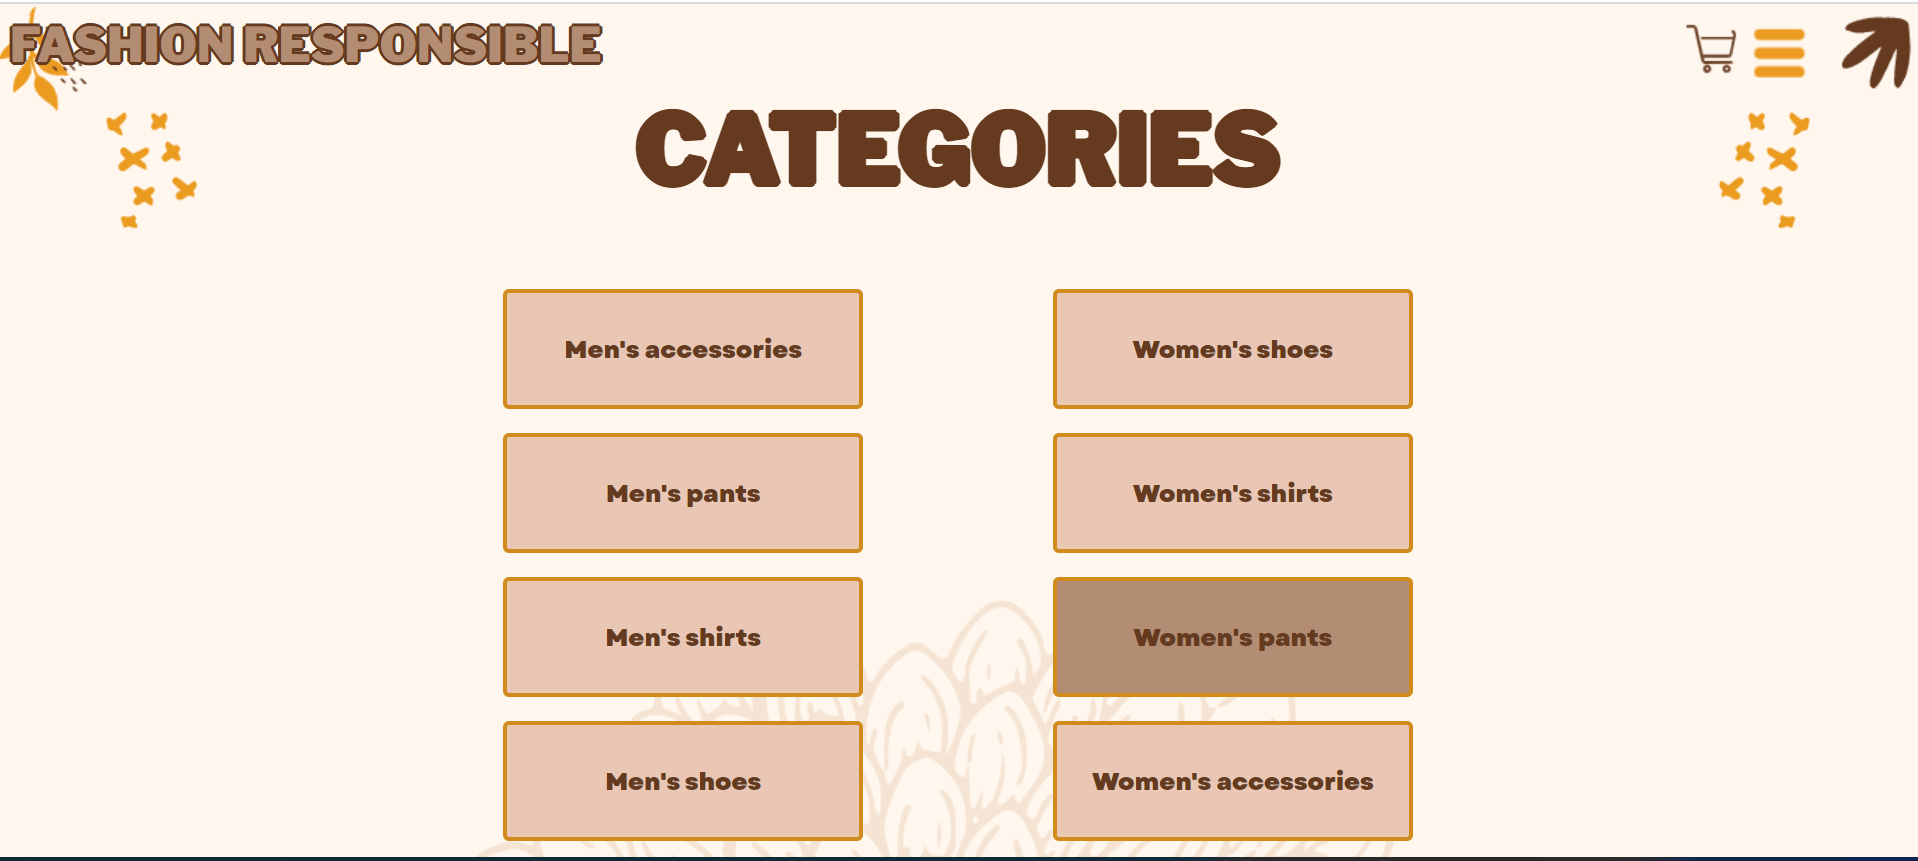 FASHION RESPONSIBLE
CATEGORIES
Men's accessories
Women's shoes
Men's pants
Women's shirts
Men's shirts
Women's pants
Men's shoes
Women's accessories